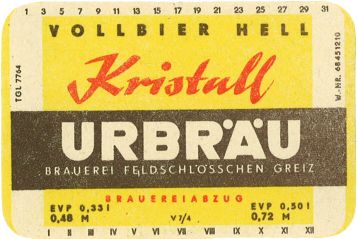 1 3 5 7 9 11 13 15 17 19 21 23 25 27 29 31
VOLLBIER HELL
TGL 7764
W.-NR. 68451210
Kristall
URBRÄU
BRAUEREI FELDSCHLÖSSCHEN GREIZ
BRAUEREIABZUG
EVP 0,33 l
0,48 M
V 7/4
EVP 0,50 l
0,72 M
I II III IV V VI VII VIII IX X XI XII